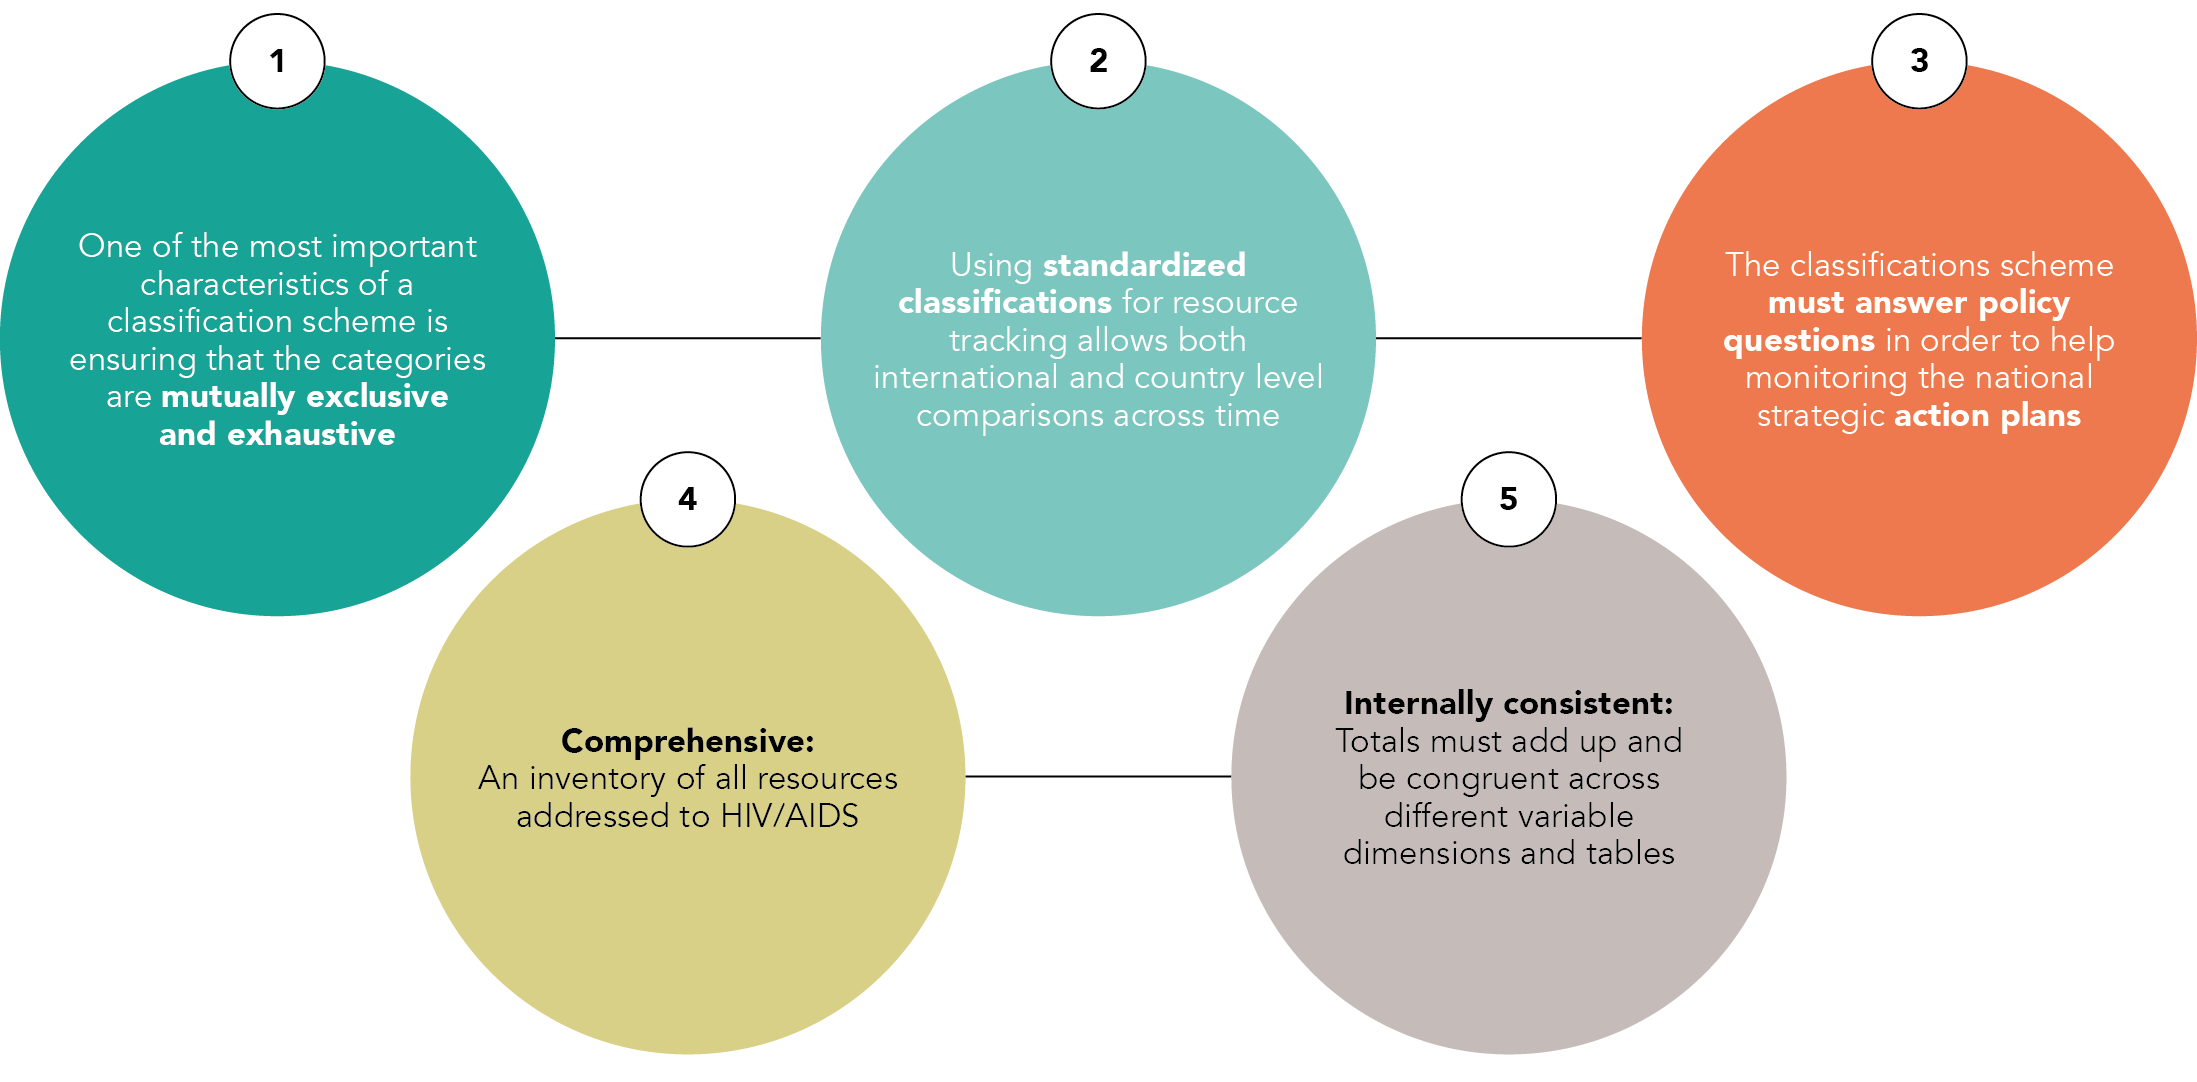 1
One of the most important
characteristics of a
classification scheme is
ensuring that the categories
are mutually exclusive
and exhaustive
2
Using standardized
classifications for resource
tracking allows both
international and country level
comparisons across time
3
The classifications scheme
must answer policy
questions in order to help
monitoring the national
strategic action plans
4
Comprehensive:
An inventory of all resources
addressed to HIV/AIDS
5
Internally consistent:
Totals must add up and
be congruent across
different variable
dimensions and tables